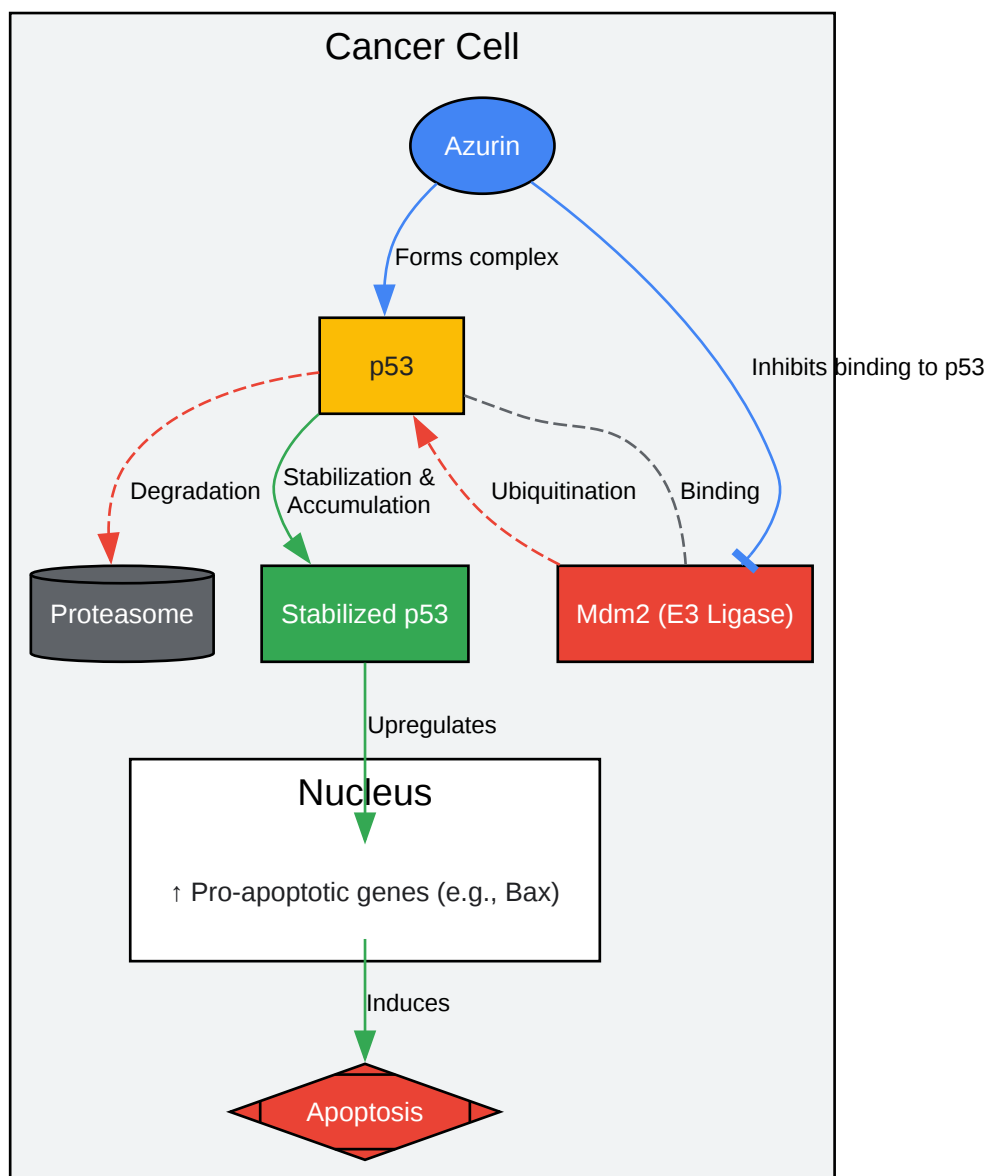 Cancer Cell
Azurin
Forms complex
p53
Inhibits binding to p53
Degradation
Stabilization &
Accumulation
Ubiquitination
Binding
Proteasome
Stabilized p53
Mdm2 (E3 Ligase)
Upregulates
Nucleus
↑ Pro-apoptotic genes (e.g., Bax)
Induces
Apoptosis